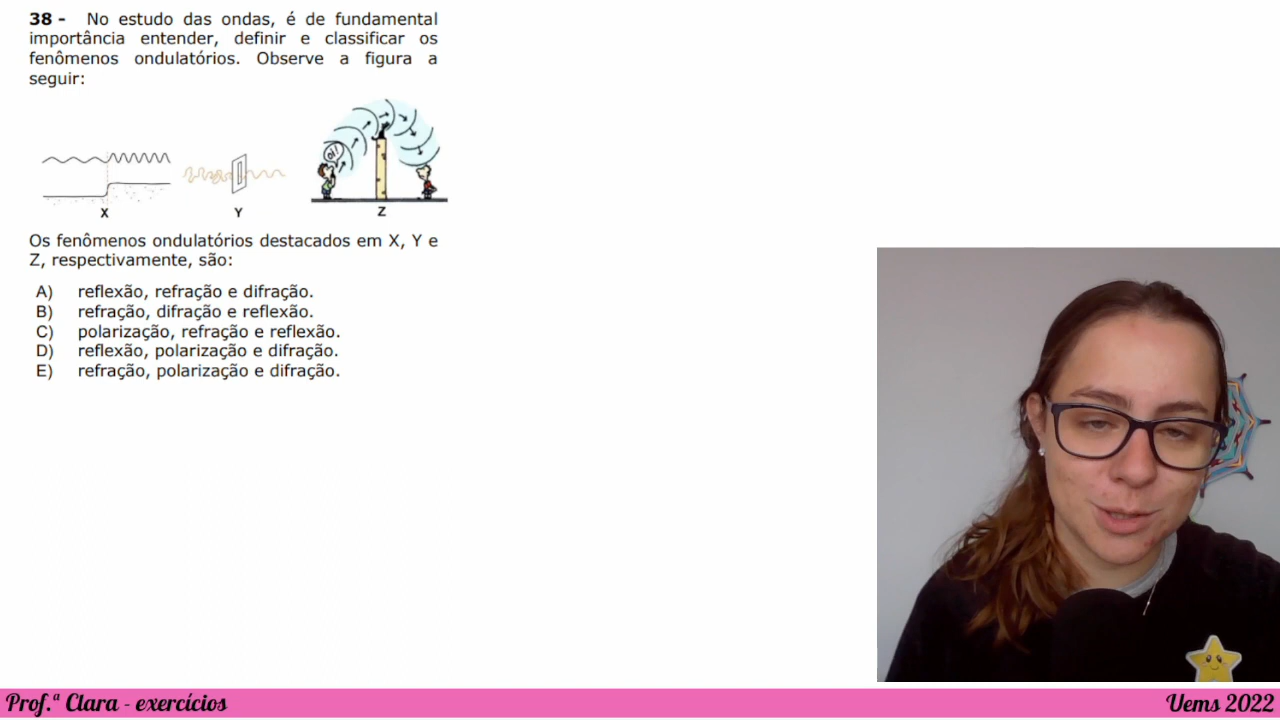 38 - No estudo das ondas, é de fundamental
importância entender, definir e classificar os
fenômenos ondulatórios. Observe a figura a
seguir:
OI!
X
Y
Z
Os fenômenos ondulatórios destacados em X, Y e
Z, respectivamente, são:
A) reflexão, refração e difração.
B) refração, difração e reflexão.
C) polarização, refração e reflexão.
D) reflexão, polarização e difração.
E) refração, polarização e difração.
Prof.ª Clara - exercícios
Uems 2022